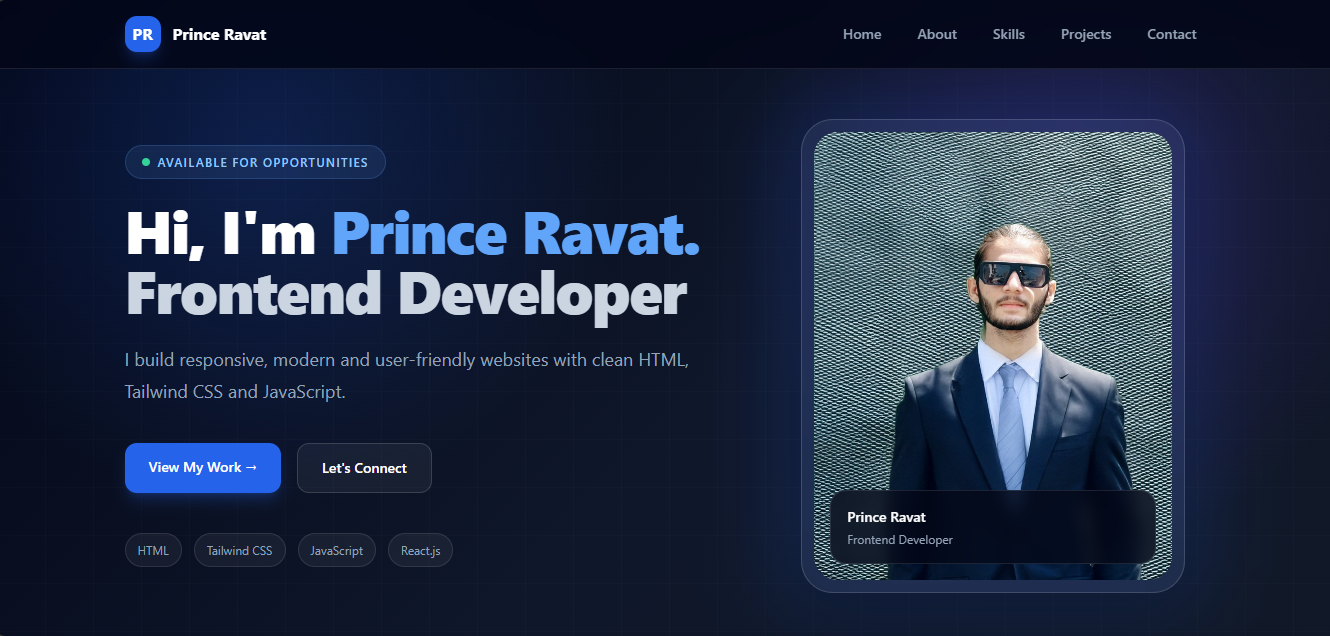 PR
Prince Ravat
Home
About
Skills
Projects
Contact
AVAILABLE FOR OPPORTUNITIES
Hi, I'm Prince Ravat.
Frontend Developer
I build responsive, modern and user-friendly websites with clean HTML,
Tailwind CSS and JavaScript.
View My Work →
Let's Connect
HTML
Tailwind CSS
JavaScript
React.js
Prince Ravat
Frontend Developer